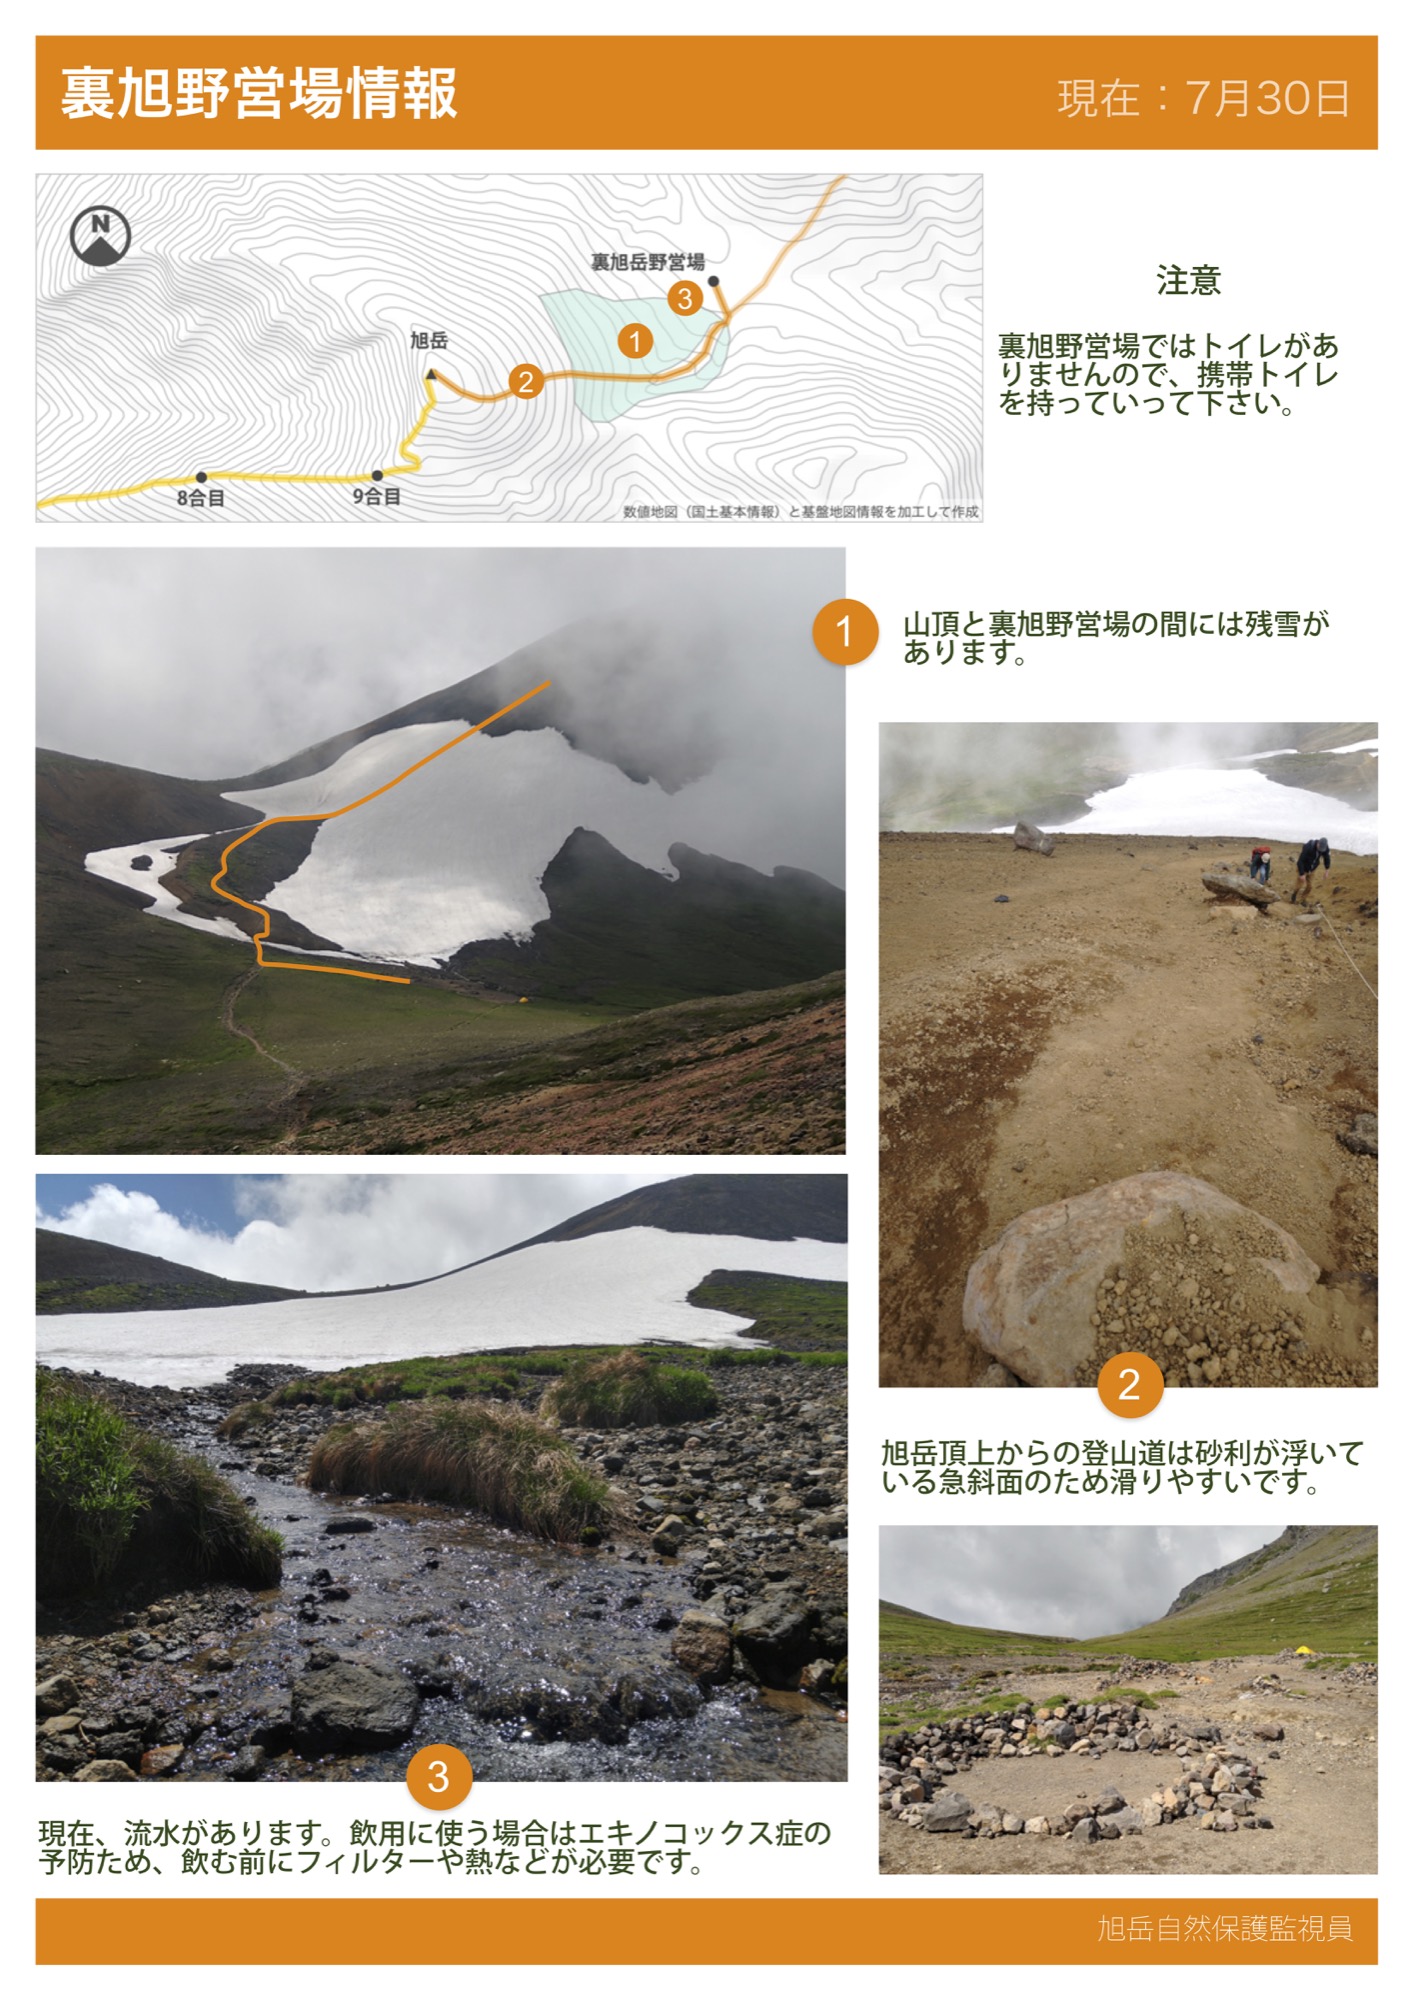 裏旭野営場情報
現在：7月30日
N
裏旭岳野営場
3
1
旭岳
2
8合目
9合目
数値地図（国土基本情報）と基盤地図情報を加工して作成
注意
裏旭野営場ではトイレがあ
りませんので、携帯トイレ
を持っていって下さい。
1
山頂と裏旭野営場の間には残雪が
あります。
2
旭岳頂上からの登山道は砂利が浮いて
いる急斜面のため滑りやすいです。
3
現在、流水があります。飲用に使う場合はエキノコックス症の
予防ため、飲む前にフィルターや熱などが必要です。
旭岳自然保護監視員